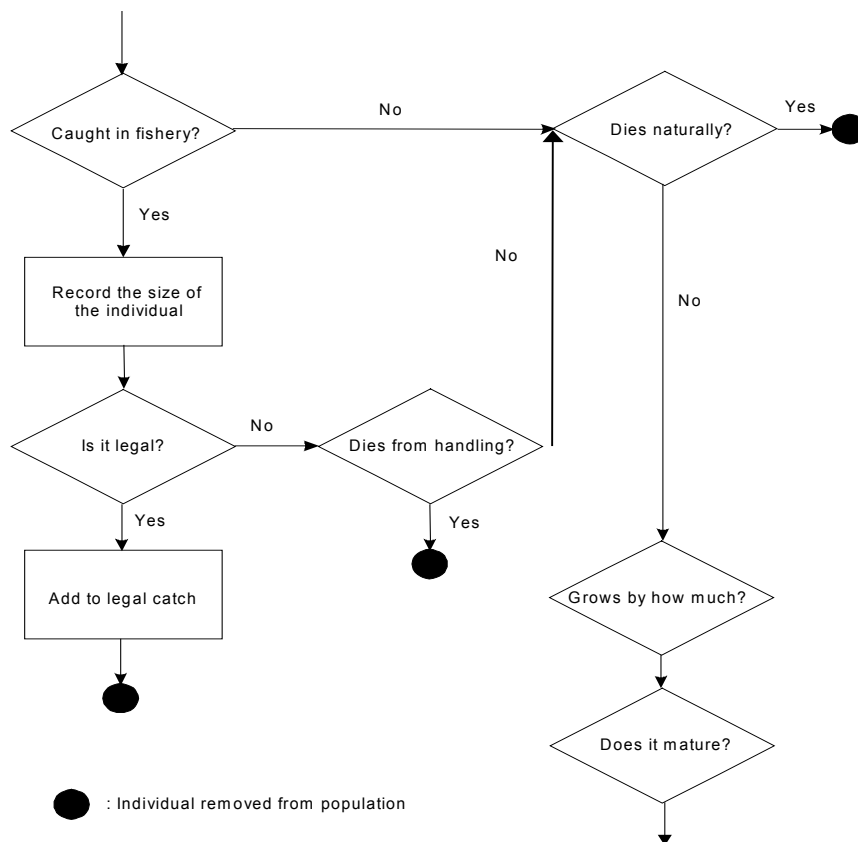 No
Yes
Caught in fishery?
Dies naturally?
Yes
No
Record the size of
the individual
No
No
Is it legal?
Dies from handling?
Yes
Yes
Add to legal catch
Grows by how much?
Does it mature?
: Individual removed from population